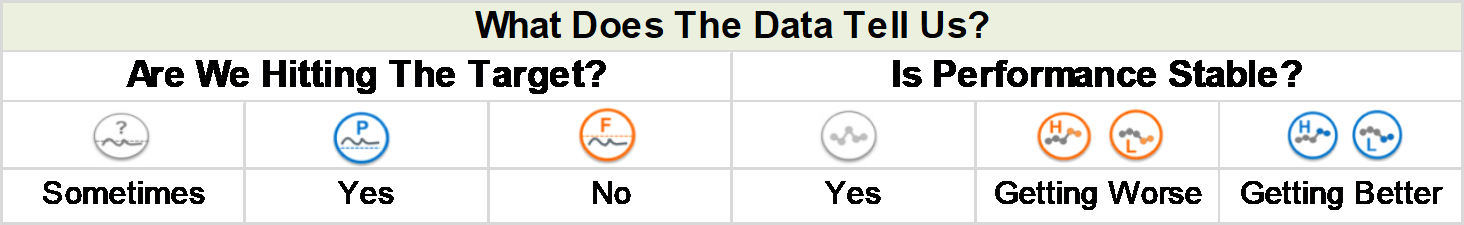 What Does The Data Tell Us?
Are We Hitting The Target? Is Performance Stable?
? P F H L H L
Sometimes Yes No Yes Getting Worse Getting Better